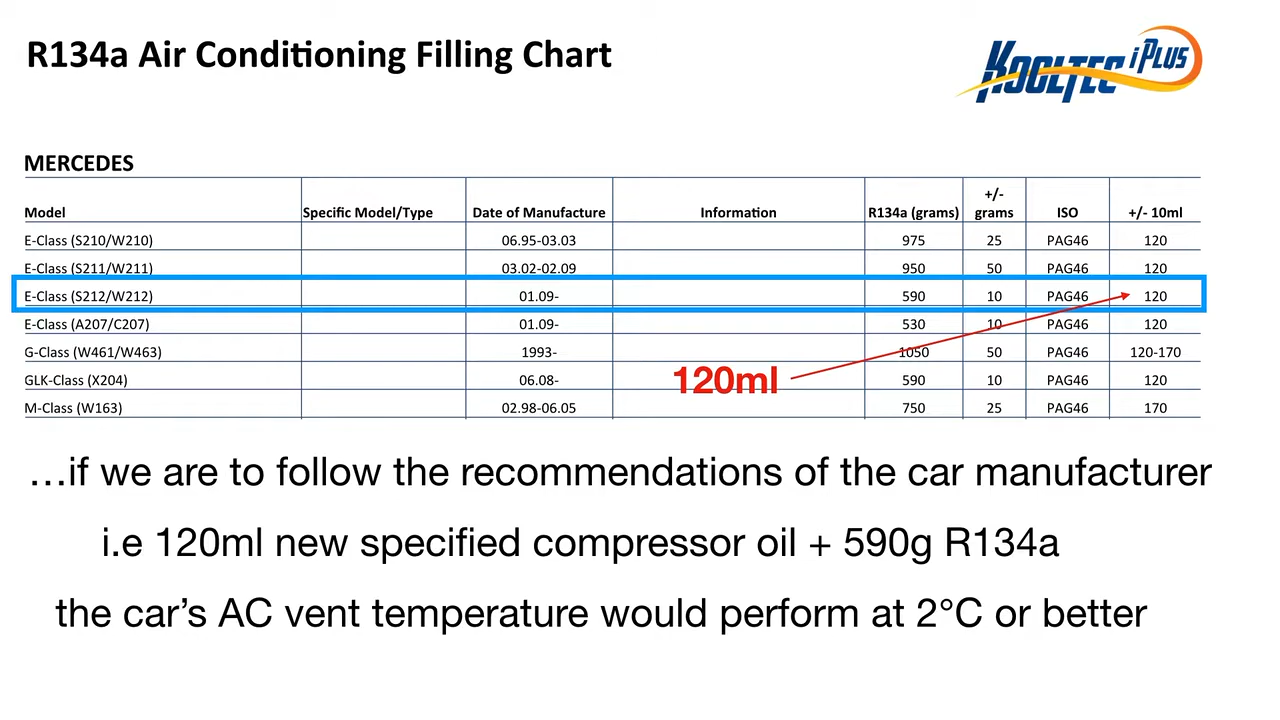 R134a Air Conditioning Filling Chart
KOOLTEC iPLUS
MERCEDES
Model Specific Model/Type Date of Manufacture Information R134a (grams) +/- grams ISO +/- 10ml
E-Class (S210/W210) 06.95-03.03 975 25 PAG46 120
E-Class (S211/W211) 03.02-02.09 950 50 PAG46 120
E-Class (S212/W212) 01.09- 590 10 PAG46 120
E-Class (A207/C207) 01.09- 530 10 PAG46 120
G-Class (W461/W463) 1993- 1050 50 PAG46 120-170
GLK-Class (X204) 06.08- 590 10 PAG46 120
M-Class (W163) 02.98-06.05 750 25 PAG46 170
120ml
...if we are to follow the recommendations of the car manufacturer
i.e 120ml new specified compressor oil + 590g R134a
the car’s AC vent temperature would perform at 2°C or better